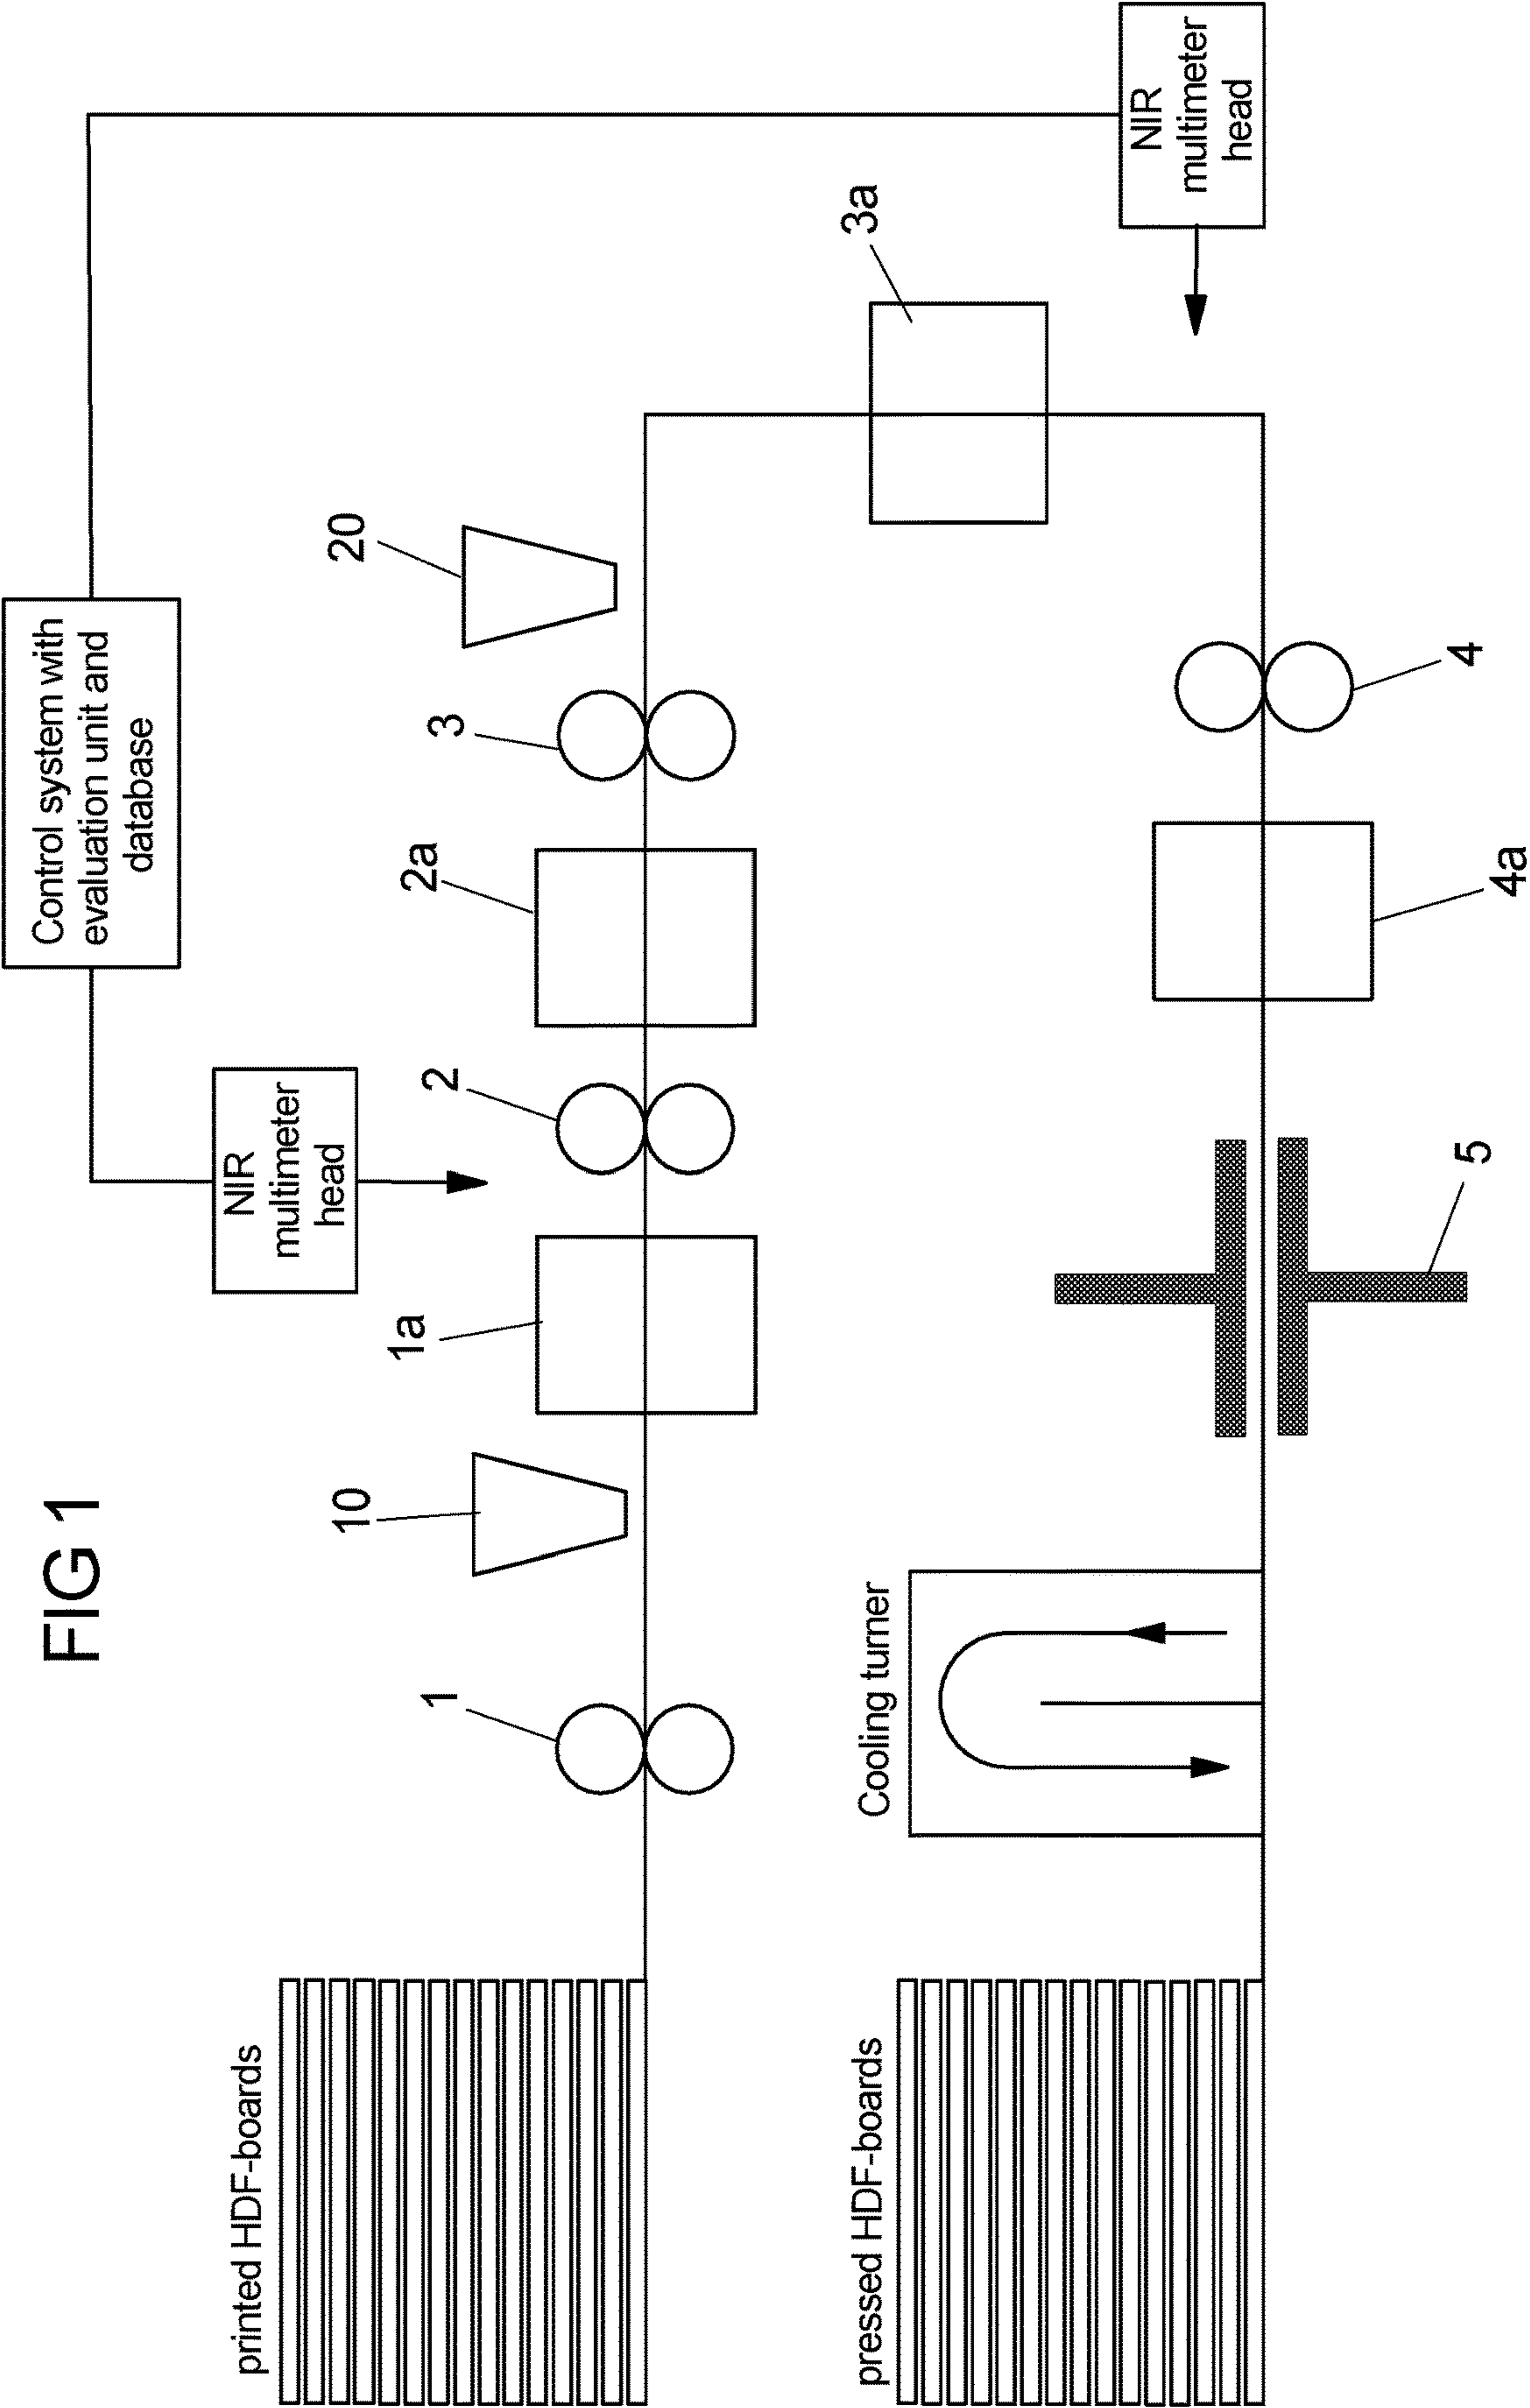 FIG 1
Control system with
evaluation unit and
database
NIR
multimeter
head
NIR
multimeter
head
printed HDF-boards
1
10
1a
2
2a
3
20
3a
pressed HDF-boards
Cooling turner
5
4a
4